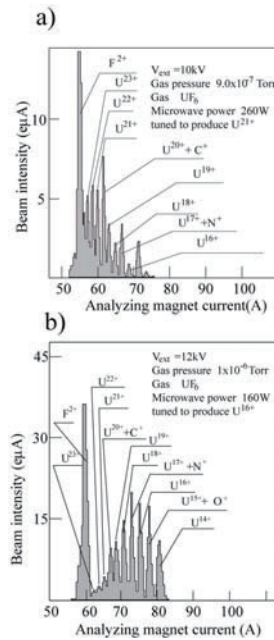 a)
F2+
U23+
U22+
U21+
Vext =10kV
Gas pressure 9.0x10-7 Torr
Gas UF6
Microwave power 260W
tuned to produce U21+
U20++ C+
U19+
U18+
U17++N+
U16+
10
5
Beam intensity (eμA)
50 60 70 80 90 100 110
Analyzing magnet current(A)
b)
45
30
15
Beam intensity (eμA)
Vext =12kV
Gas pressure 1x10-6Torr
Gas UF6
Microwave power 160W
tuned to produce U16+
U22+
U21+
U20++C+
F2+
U23+
U19+
U18+
U17++N+
U16+
U15++ O+
U14+
50 60 70 80 90 100 110
Analyzing magnet current (A)